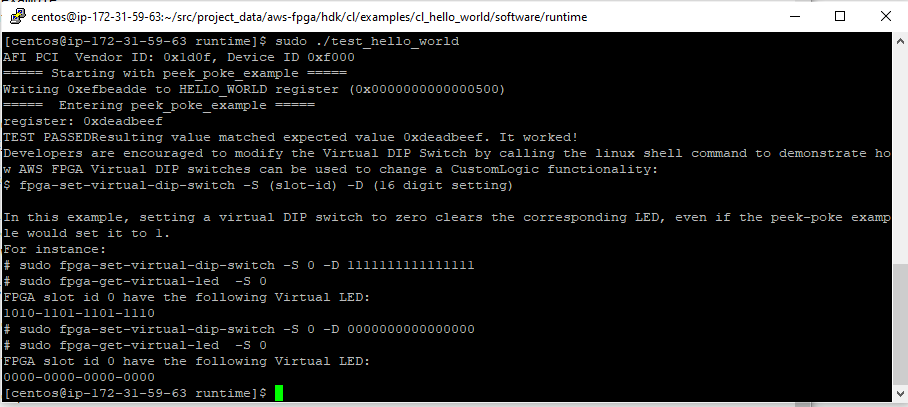 centos@ip-172-31-59-63:~/src/project_data/aws-fpga/hdk/cl/examples/cl_hello_world/software/runtime
[centos@ip-172-31-59-63 runtime]$ sudo ./test_hello_world
AFI PCI  Vendor ID: 0x1d0f, Device ID 0xf000
===== Starting with peek_poke_example =====
Writing 0xefbeadde to HELLO_WORLD register (0x0000000000000500)
=====  Entering peek_poke_example =====
register: 0xdeadbeef
TEST PASSEDResulting value matched expected value 0xdeadbeef. It worked!
Developers are encouraged to modify the Virtual DIP Switch by calling the linux shell command to demonstrate ho
w AWS FPGA Virtual DIP switches can be used to change a CustomLogic functionality:
$ fpga-set-virtual-dip-switch -S (slot-id) -D (16 digit setting)
In this example, setting a virtual DIP switch to zero clears the corresponding LED, even if the peek-poke examp
le would set it to 1.
For instance:
# sudo fpga-set-virtual-dip-switch -S 0 -D 1111111111111111
# sudo fpga-get-virtual-led  -S 0
FPGA slot id 0 have the following Virtual LED:
1010-1101-1101-1110
# sudo fpga-set-virtual-dip-switch -S 0 -D 0000000000000000
# sudo fpga-get-virtual-led  -S 0
FPGA slot id 0 have the following Virtual LED:
0000-0000-0000-0000
[centos@ip-172-31-59-63 runtime]$